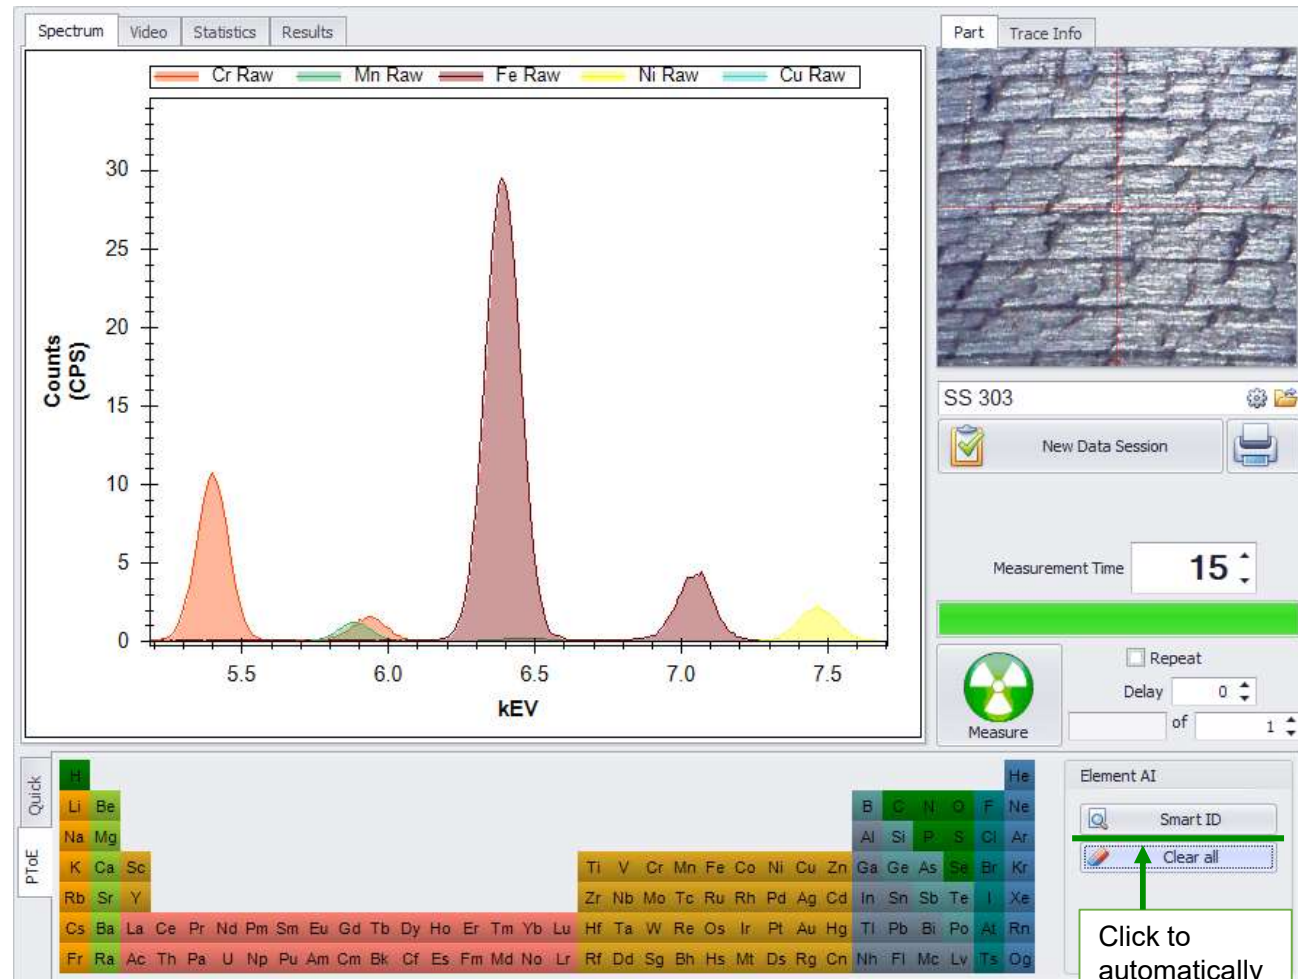 Spectrum Video Statistics Results
Part Trace Info
Cr Raw Mn Raw Fe Raw Ni Raw Cu Raw
30
25
20
15
10
5
0
Counts
(CPS)
5.5 6.0 6.5 7.0 7.5
kEV
SS 303
New Data Session
Measurement Time 15
Repeat
Delay 0
of 1
Measure
Quick
PToE
H He
Li Be B C N O F Ne
Na Mg Al Si P S Cl Ar
K Ca Sc Ti V Cr Mn Fe Co Ni Cu Zn Ga Ge As Se Br Kr
Rb Sr Y Zr Nb Mo Tc Ru Rh Pd Ag Cd In Sn Sb Te I Xe
Cs Ba La Ce Pr Nd Pm Sm Eu Gd Tb Dy Ho Er Tm Yb Lu Hf Ta W Re Os Ir Pt Au Hg Tl Pb Bi Po At Rn
Fr Ra Ac Th Pa U Np Pu Am Cm Bk Cf Es Fm Md No Lr Rf Dd Sg Bh Hs Mt Ds Rg Cn Nh Fl Mc Lv Ts Og
Element AI
Smart ID
Clear all
Click to
automatically